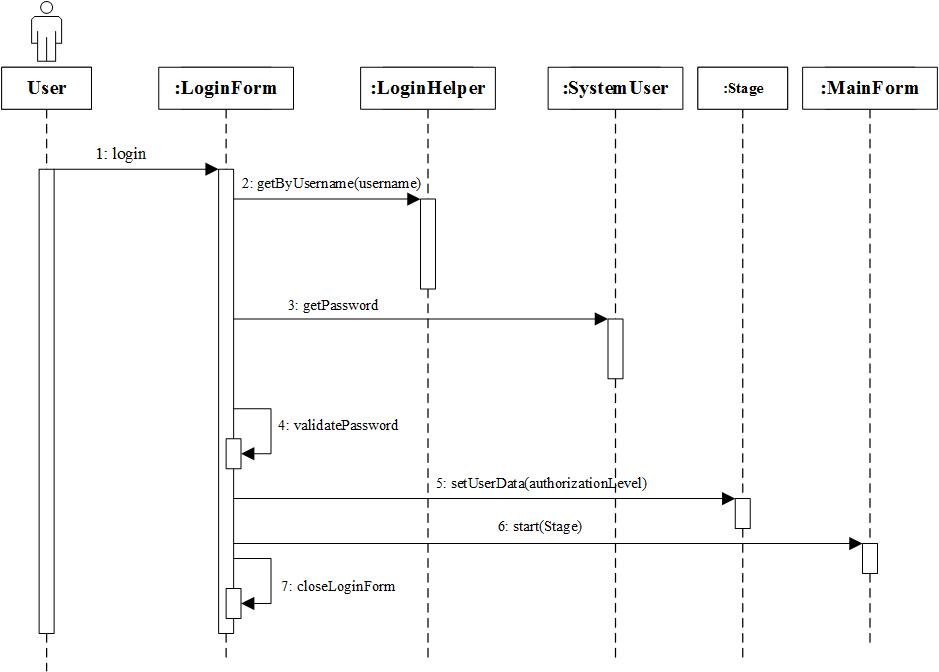 User
:LoginForm
:LoginHelper
:SystemUser
:Stage
:MainForm
1: login
2: getByUsername(username)
3: getPassword
4: validatePassword
5: setUserData(authorizationLevel)
6: start(Stage)
7: closeLoginForm